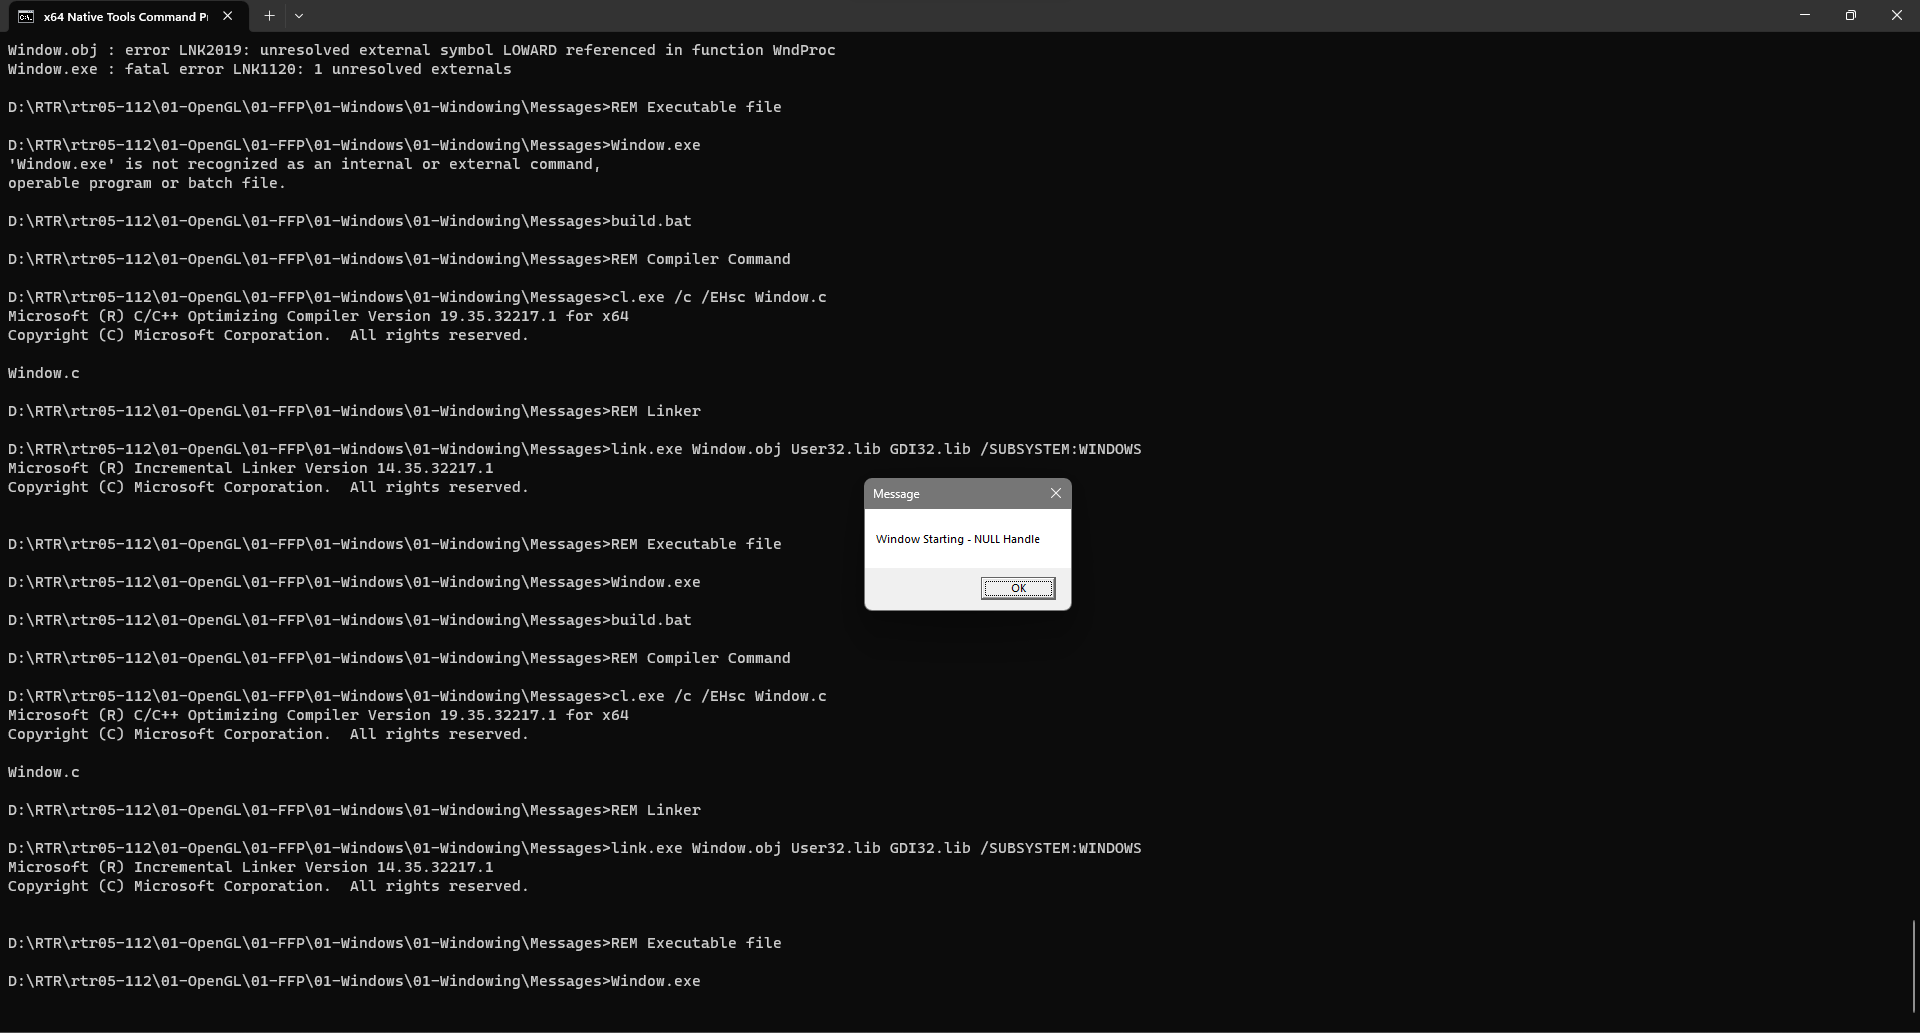 x64 Native Tools Command P
Window.obj : error LNK2019: unresolved external symbol LOWARD referenced in function WndProc
Window.exe : fatal error LNK1120: 1 unresolved externals
D:\RTR\rtr05-112\01-OpenGL\01-FFP\01-Windows\01-Windowing\Messages>REM Executable file
D:\RTR\rtr05-112\01-OpenGL\01-FFP\01-Windows\01-Windowing\Messages>Window.exe
'Window.exe' is not recognized as an internal or external command,
operable program or batch file.
D:\RTR\rtr05-112\01-OpenGL\01-FFP\01-Windows\01-Windowing\Messages>build.bat
D:\RTR\rtr05-112\01-OpenGL\01-FFP\01-Windows\01-Windowing\Messages>REM Compiler Command
D:\RTR\rtr05-112\01-OpenGL\01-FFP\01-Windows\01-Windowing\Messages>cl.exe /c /EHsc Window.c
Microsoft (R) C/C++ Optimizing Compiler Version 19.35.32217.1 for x64
Copyright (C) Microsoft Corporation.  All rights reserved.
Window.c
D:\RTR\rtr05-112\01-OpenGL\01-FFP\01-Windows\01-Windowing\Messages>REM Linker
D:\RTR\rtr05-112\01-OpenGL\01-FFP\01-Windows\01-Windowing\Messages>link.exe Window.obj User32.lib GDI32.lib /SUBSYSTEM:WINDOWS
Microsoft (R) Incremental Linker Version 14.35.32217.1
Copyright (C) Microsoft Corporation.  All rights reserved.
D:\RTR\rtr05-112\01-OpenGL\01-FFP\01-Windows\01-Windowing\Messages>REM Executable file
D:\RTR\rtr05-112\01-OpenGL\01-FFP\01-Windows\01-Windowing\Messages>Window.exe
D:\RTR\rtr05-112\01-OpenGL\01-FFP\01-Windows\01-Windowing\Messages>build.bat
D:\RTR\rtr05-112\01-OpenGL\01-FFP\01-Windows\01-Windowing\Messages>REM Compiler Command
D:\RTR\rtr05-112\01-OpenGL\01-FFP\01-Windows\01-Windowing\Messages>cl.exe /c /EHsc Window.c
Microsoft (R) C/C++ Optimizing Compiler Version 19.35.32217.1 for x64
Copyright (C) Microsoft Corporation.  All rights reserved.
Window.c
D:\RTR\rtr05-112\01-OpenGL\01-FFP\01-Windows\01-Windowing\Messages>REM Linker
D:\RTR\rtr05-112\01-OpenGL\01-FFP\01-Windows\01-Windowing\Messages>link.exe Window.obj User32.lib GDI32.lib /SUBSYSTEM:WINDOWS
Microsoft (R) Incremental Linker Version 14.35.32217.1
Copyright (C) Microsoft Corporation.  All rights reserved.
D:\RTR\rtr05-112\01-OpenGL\01-FFP\01-Windows\01-Windowing\Messages>REM Executable file
D:\RTR\rtr05-112\01-OpenGL\01-FFP\01-Windows\01-Windowing\Messages>Window.exe
Message
Window Starting - NULL Handle
OK